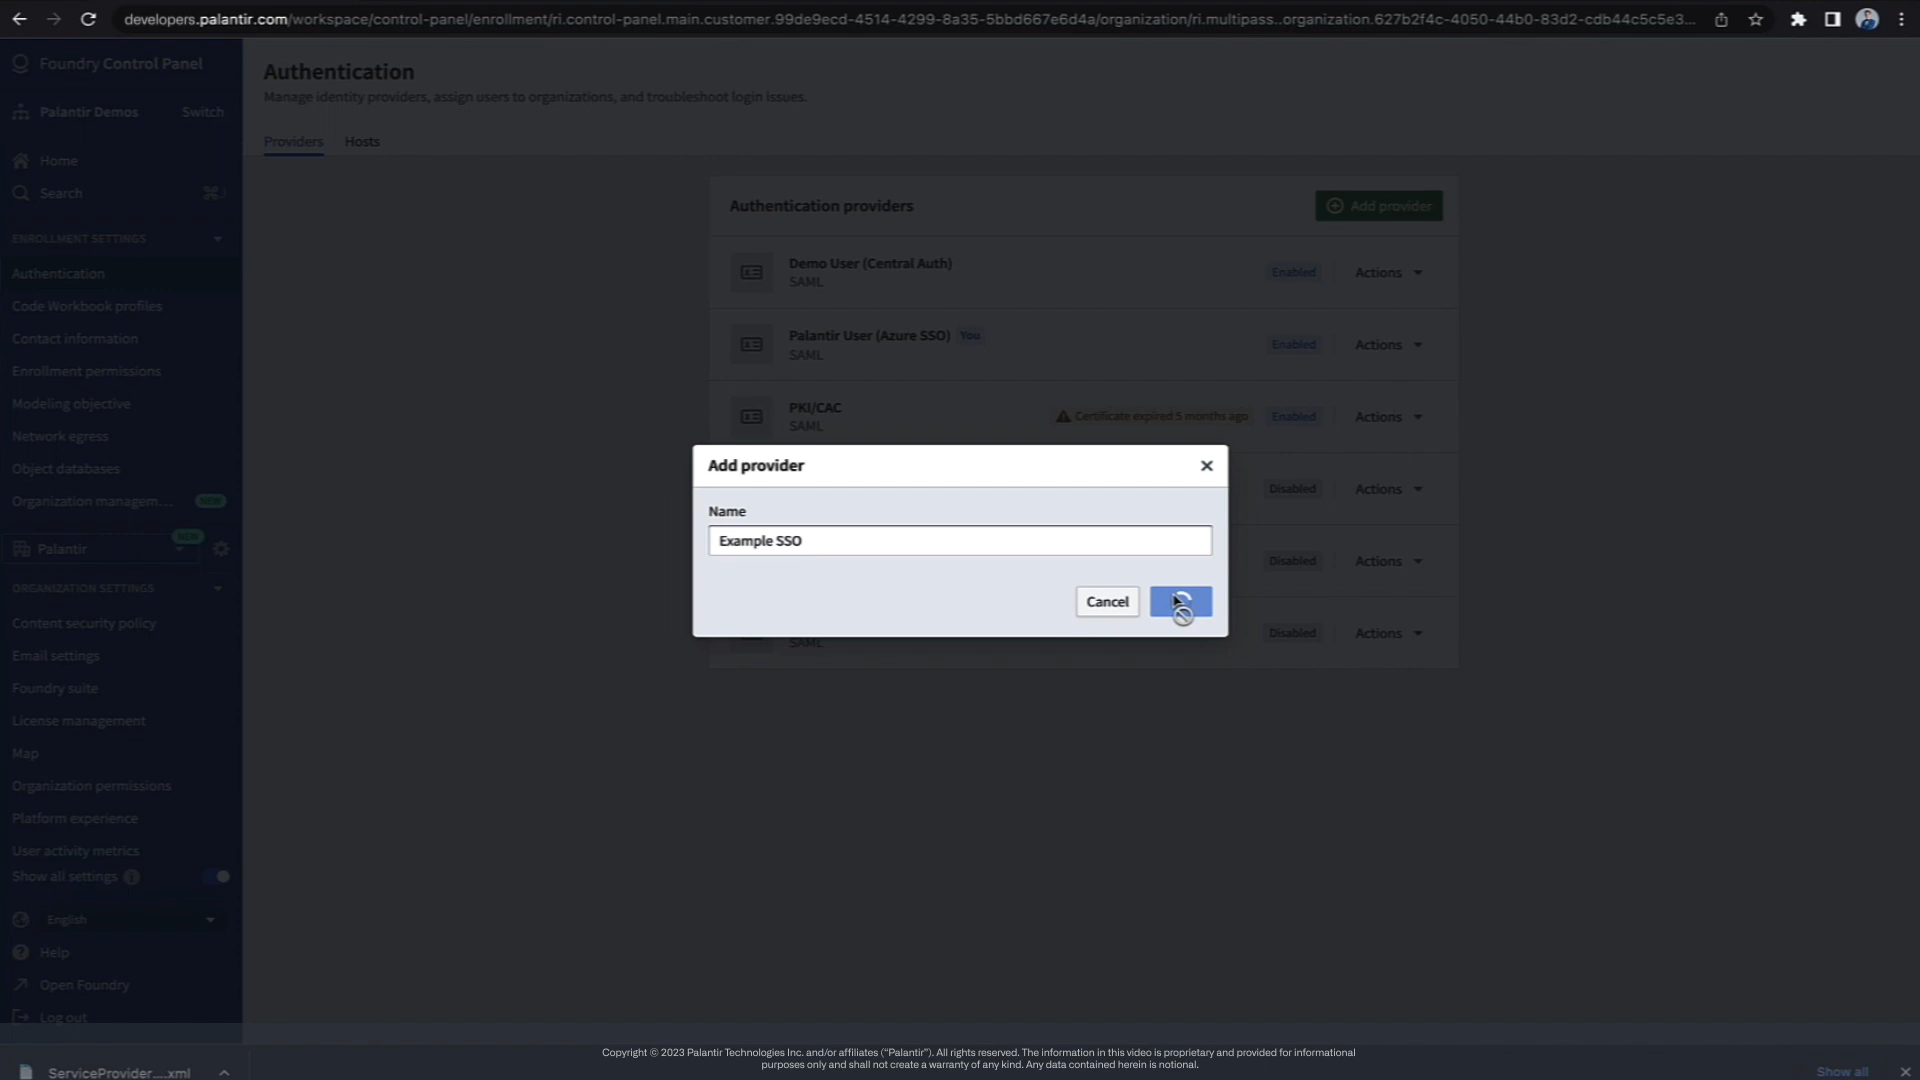 developers.palantir.com/workspace/control-panel/enrollment/ri.control-panel.main.customer.99de9ecd-4514-4299-8a35-5bbd667e6d4a/organization/ri.multipass..organization.627b2f4c-4050-44b0-83d2-cdb44c5c5e3...
Foundry Control Panel
Palantir Demos Switch
Home
Search
ENROLLMENT SETTINGS
Authentication
Code Workbook profiles
Contact information
Enrollment permissions
Modeling objective
Network egress
Object databases
Organization managem... NEW
NEW
Palantir
ORGANIZATION SETTINGS
Content security policy
Email settings
Foundry suite
License management
Map
Organization permissions
Platform experience
User activity metrics
Show all settings
English
Help
Open Foundry
Log out
Authentication
Manage identity providers, assign users to organizations, and troubleshoot login issues.
Providers Hosts
Authentication providers Add provider
Demo User (Central Auth)
SAML
Enabled Actions
Palantir User (Azure SSO) You
SAML
Enabled Actions
PKI/CAC
SAML
Certificate expired 5 months ago Enabled Actions
Disabled Actions
Disabled Actions
SAML
Disabled Actions
Add provider
Name
Example SSO
Cancel
Copyright © 2023 Palantir Technologies Inc. and/or affiliates (“Palantir”). All rights reserved. The information in this video is proprietary and provided for informational
purposes only and shall not create a warranty of any kind. Any data contained herein is notional.
ServiceProvider....xml
Show all